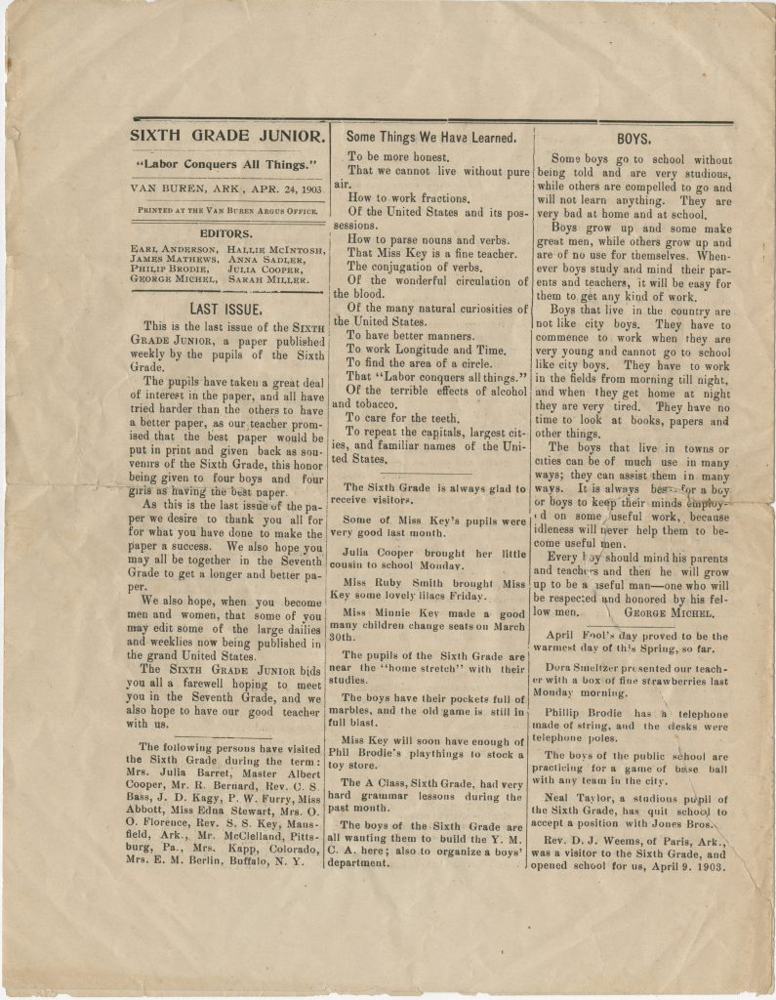 SIXTH GRADE JUNIOR.
"Labor Conquers All Things."
VAN BUREN, ARK., APR. 24, 1903
PRINTED AT THE VAN BUREN ARGUS OFFICE.
EDITORS.
EARL ANDERSON, HALLIE MCINTOSH,
JAMES MATHEWS, ANNA SADLER,
PHILIP BRODIE, JULIA COOPER,
GEORGE MICHEL, SARAH MILLER.
LAST ISSUE.
This is the last issue of the SIXTH
GRADE JUNIOR, a paper published
weekly by the pupils of the Sixth
Grade.
The pupils have taken a great deal
of interest in the paper, and all have
tried harder than the others to have
a better paper, as our teacher prom-
ised that the best paper would be
put in print and given back as sou-
venirs of the Sixth Grade, this honor
being given to four boys and four
girls as having the best paper.
As this is the last issue of the pa-
per we desire to thank you all for
for what you have done to make the
paper a success. We also hope you
may all be together in the Seventh
Grade to get a longer and better pa-
per.
We also hope, when you become
men and women, that some of you
may edit some of the large dailies
and weeklies now being published in
the grand United States.
The SIXTH GRADE JUNIOR bids
you all a farewell hoping to meet
you in the Seventh Grade, and we
also hope to have our good teacher
with us.
The following persons have visited
the Sixth Grade during the term:
Mrs. Julia Barret, Master Albert
Cooper, Mr. R. Bernard, Rev. C. S.
Bass, J. D. Kagy, P. W. Furry, Miss
Abbott, Miss Edna Stewart, Mrs. O.
O. Florence, Rev. S. S. Key, Mans-
field, Ark., Mr. McClelland, Pitts-
burg, Pa., Mrs. Kapp, Colorado,
Mrs. E. M. Berlin, Buffalo, N. Y.
Some Things We Have Learned.
To be more honest.
That we cannot live without pure
air.
How to work fractions.
Of the United States and its pos-
sessions.
How to parse nouns and verbs.
That Miss Key is a fine teacher.
The conjugation of verbs.
Of the wonderful circulation of
the blood.
Of the many natural curiosities of
the United States.
To have better manners.
To work Longitude and Time.
To find the area of a circle.
That "Labor conquers all things."
Of the terrible effects of alcohol
and tobacco.
To care for the teeth.
To repeat the capitals, largest cit-
ies, and familiar names of the Uni-
ted States.
The Sixth Grade is always glad to
receive visitors.
Some of Miss Key's pupils were
very good last month.
Julia Cooper brought her little
cousin to school Monday.
Miss Ruby Smith brought Miss
Key some lovely lilacs Friday.
Miss Minnie Key made a good
many children change seats on March
30th.
The pupils of the Sixth Grade are
near the "home stretch" with their
studies.
The boys have their pockets full of
marbles, and the old game is still in
full blast.
Miss Key will soon have enough of
Phil Brodie's playthings to stock a
toy store.
The A Class, Sixth Grade, had very
hard grammar lessons during the
past month.
The boys of the Sixth Grade are
all wanting them to build the Y. M.
C. A. here; also to organize a boys'
department.
BOYS.
Some boys go to school without
being told and are very studious,
while others are compelled to go and
will not learn anything. They are
very bad at home and at school.
Boys grow up and some make
great men, while others grow up and
are of no use for themselves. When-
ever boys study and mind their par-
ents and teachers, it will be easy for
them to get any kind of work.
Boys that live in the country are
not like city boys. They have to
commence to work when they are
very young and cannot go to school
like city boys. They have to work
in the fields from morning till night,
and when they get home at night
they are very tired. They have no
time to look at books, papers and
other things.
The boys that live in towns or
cities can be of much use in many
ways; they can assist them in many
ways. It is always best for a boy
or boys to keep their minds employ-
ed on some useful work, because
idleness will never help them to be-
come useful men.
Every boy should mind his parents
and teachers and then he will grow
up to be a useful man—one who will
be respected and honored by his fel-
low men. GEORGE MICHEL.
April Fool's day proved to be the
warmest day of this Spring, so far.
Dora Smeltzer presented our teach-
er with a box of fine strawberries last
Monday morning.
Phillip Brodie has a telephone
made of string, and the desks were
telephone poles.
The boys of the public school are
practicing for a game of base ball
with any team in the city.
Neal Taylor, a studious pupil of
the Sixth Grade, has quit school to
accept a position with Jones Bros.
Rev. D. J. Weems, of Paris, Ark.,
was a visitor to the Sixth Grade, and
opened school for us, April 9. 1903.